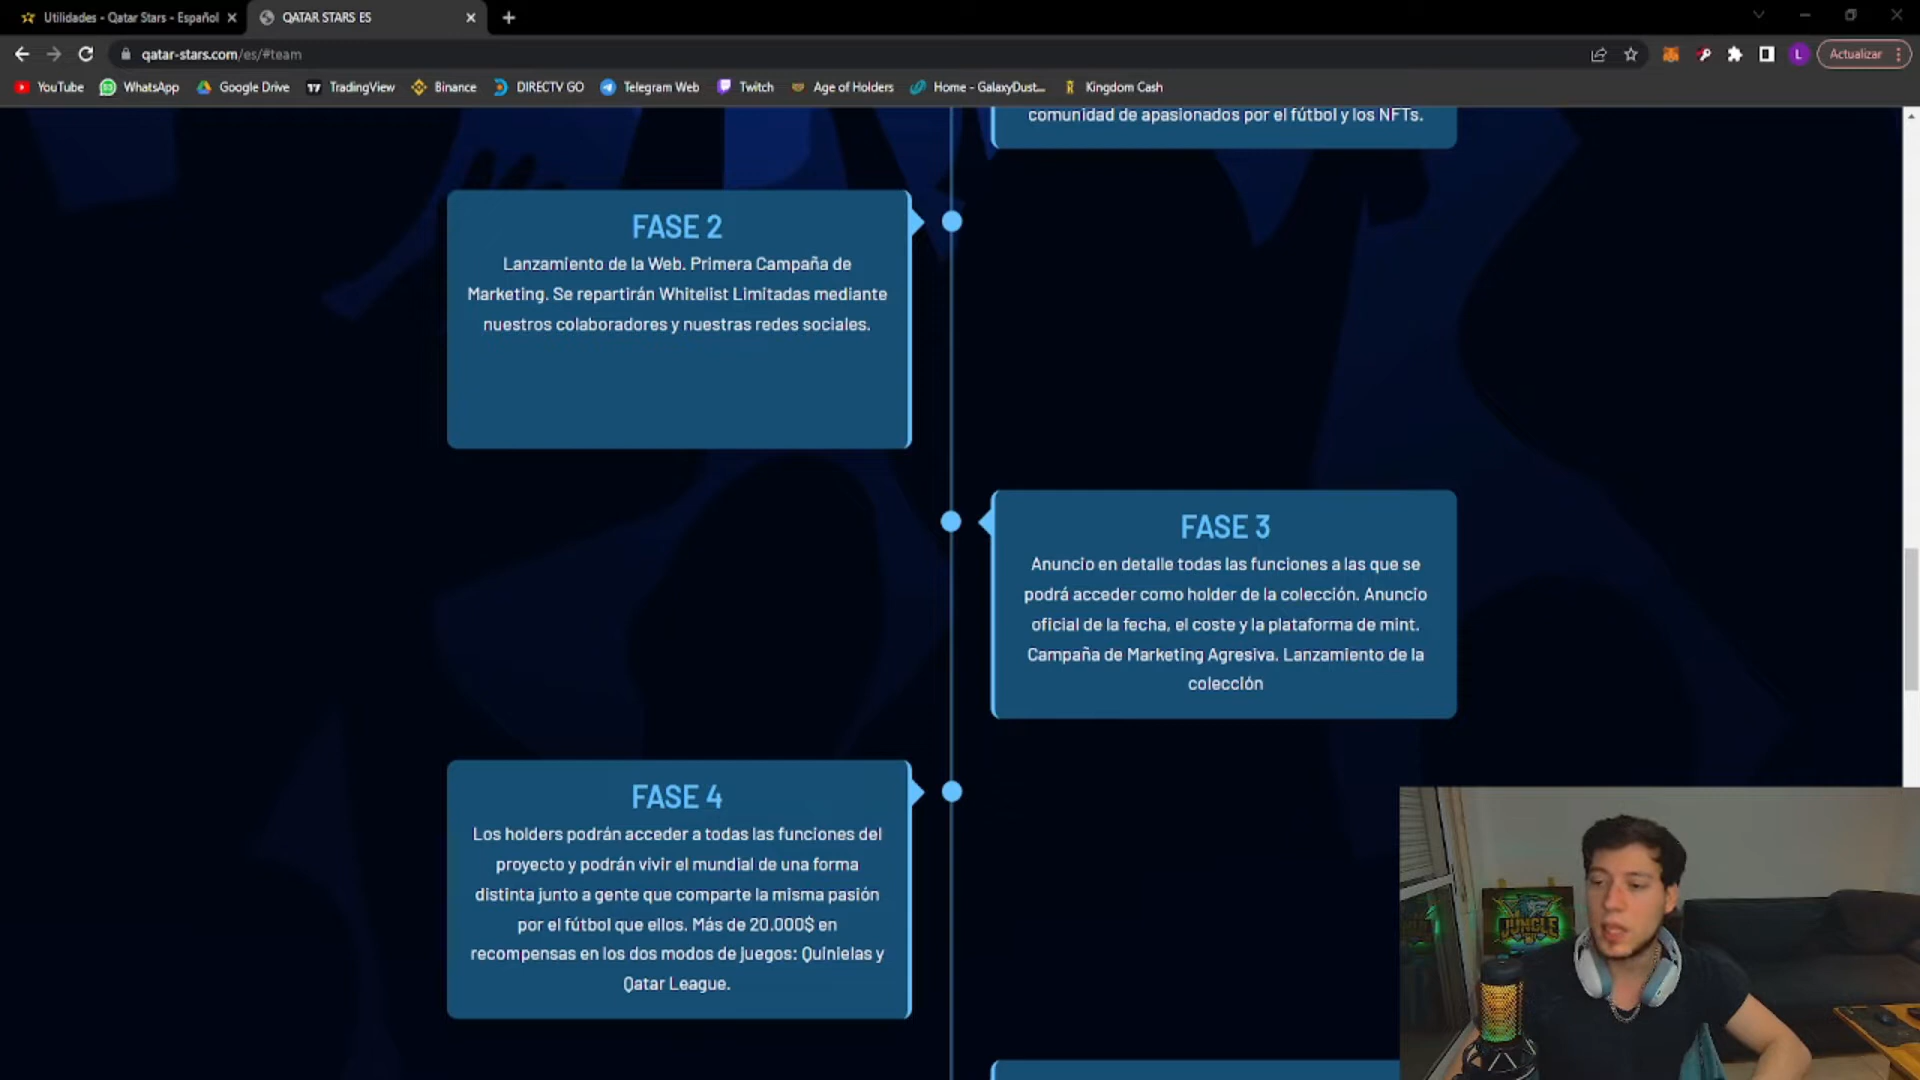 Utilidades - Qatar Stars - Español
QATAR STARS ES
qatar-stars.com/es/#team
Actualizar
L
YouTube
WhatsApp
Google Drive
TradingView
Binance
DIRECTV GO
Telegram Web
Twitch
Age of Holders
Home - GalaxyDust...
Kingdom Cash
comunidad de apasionados por el fútbol y los NFTs.
FASE 2
Lanzamiento de la Web. Primera Campaña de
Marketing. Se repartirán Whitelist Limitadas mediante
nuestros colaboradores y nuestras redes sociales.
FASE 3
Anuncio en detalle todas las funciones a las que se
podrá acceder como holder de la colección. Anuncio
oficial de la fecha, el coste y la plataforma de mint.
Campaña de Marketing Agresiva. Lanzamiento de la
colección
FASE 4
Los holders podrán acceder a todas las funciones del
proyecto y podrán vivir el mundial de una forma
distinta junto a gente que comparte la misma pasión
por el fútbol que ellos. Más de 20.000$ en
recompensas en los dos modos de juegos: Quinielas y
Qatar League.
JUNGLE